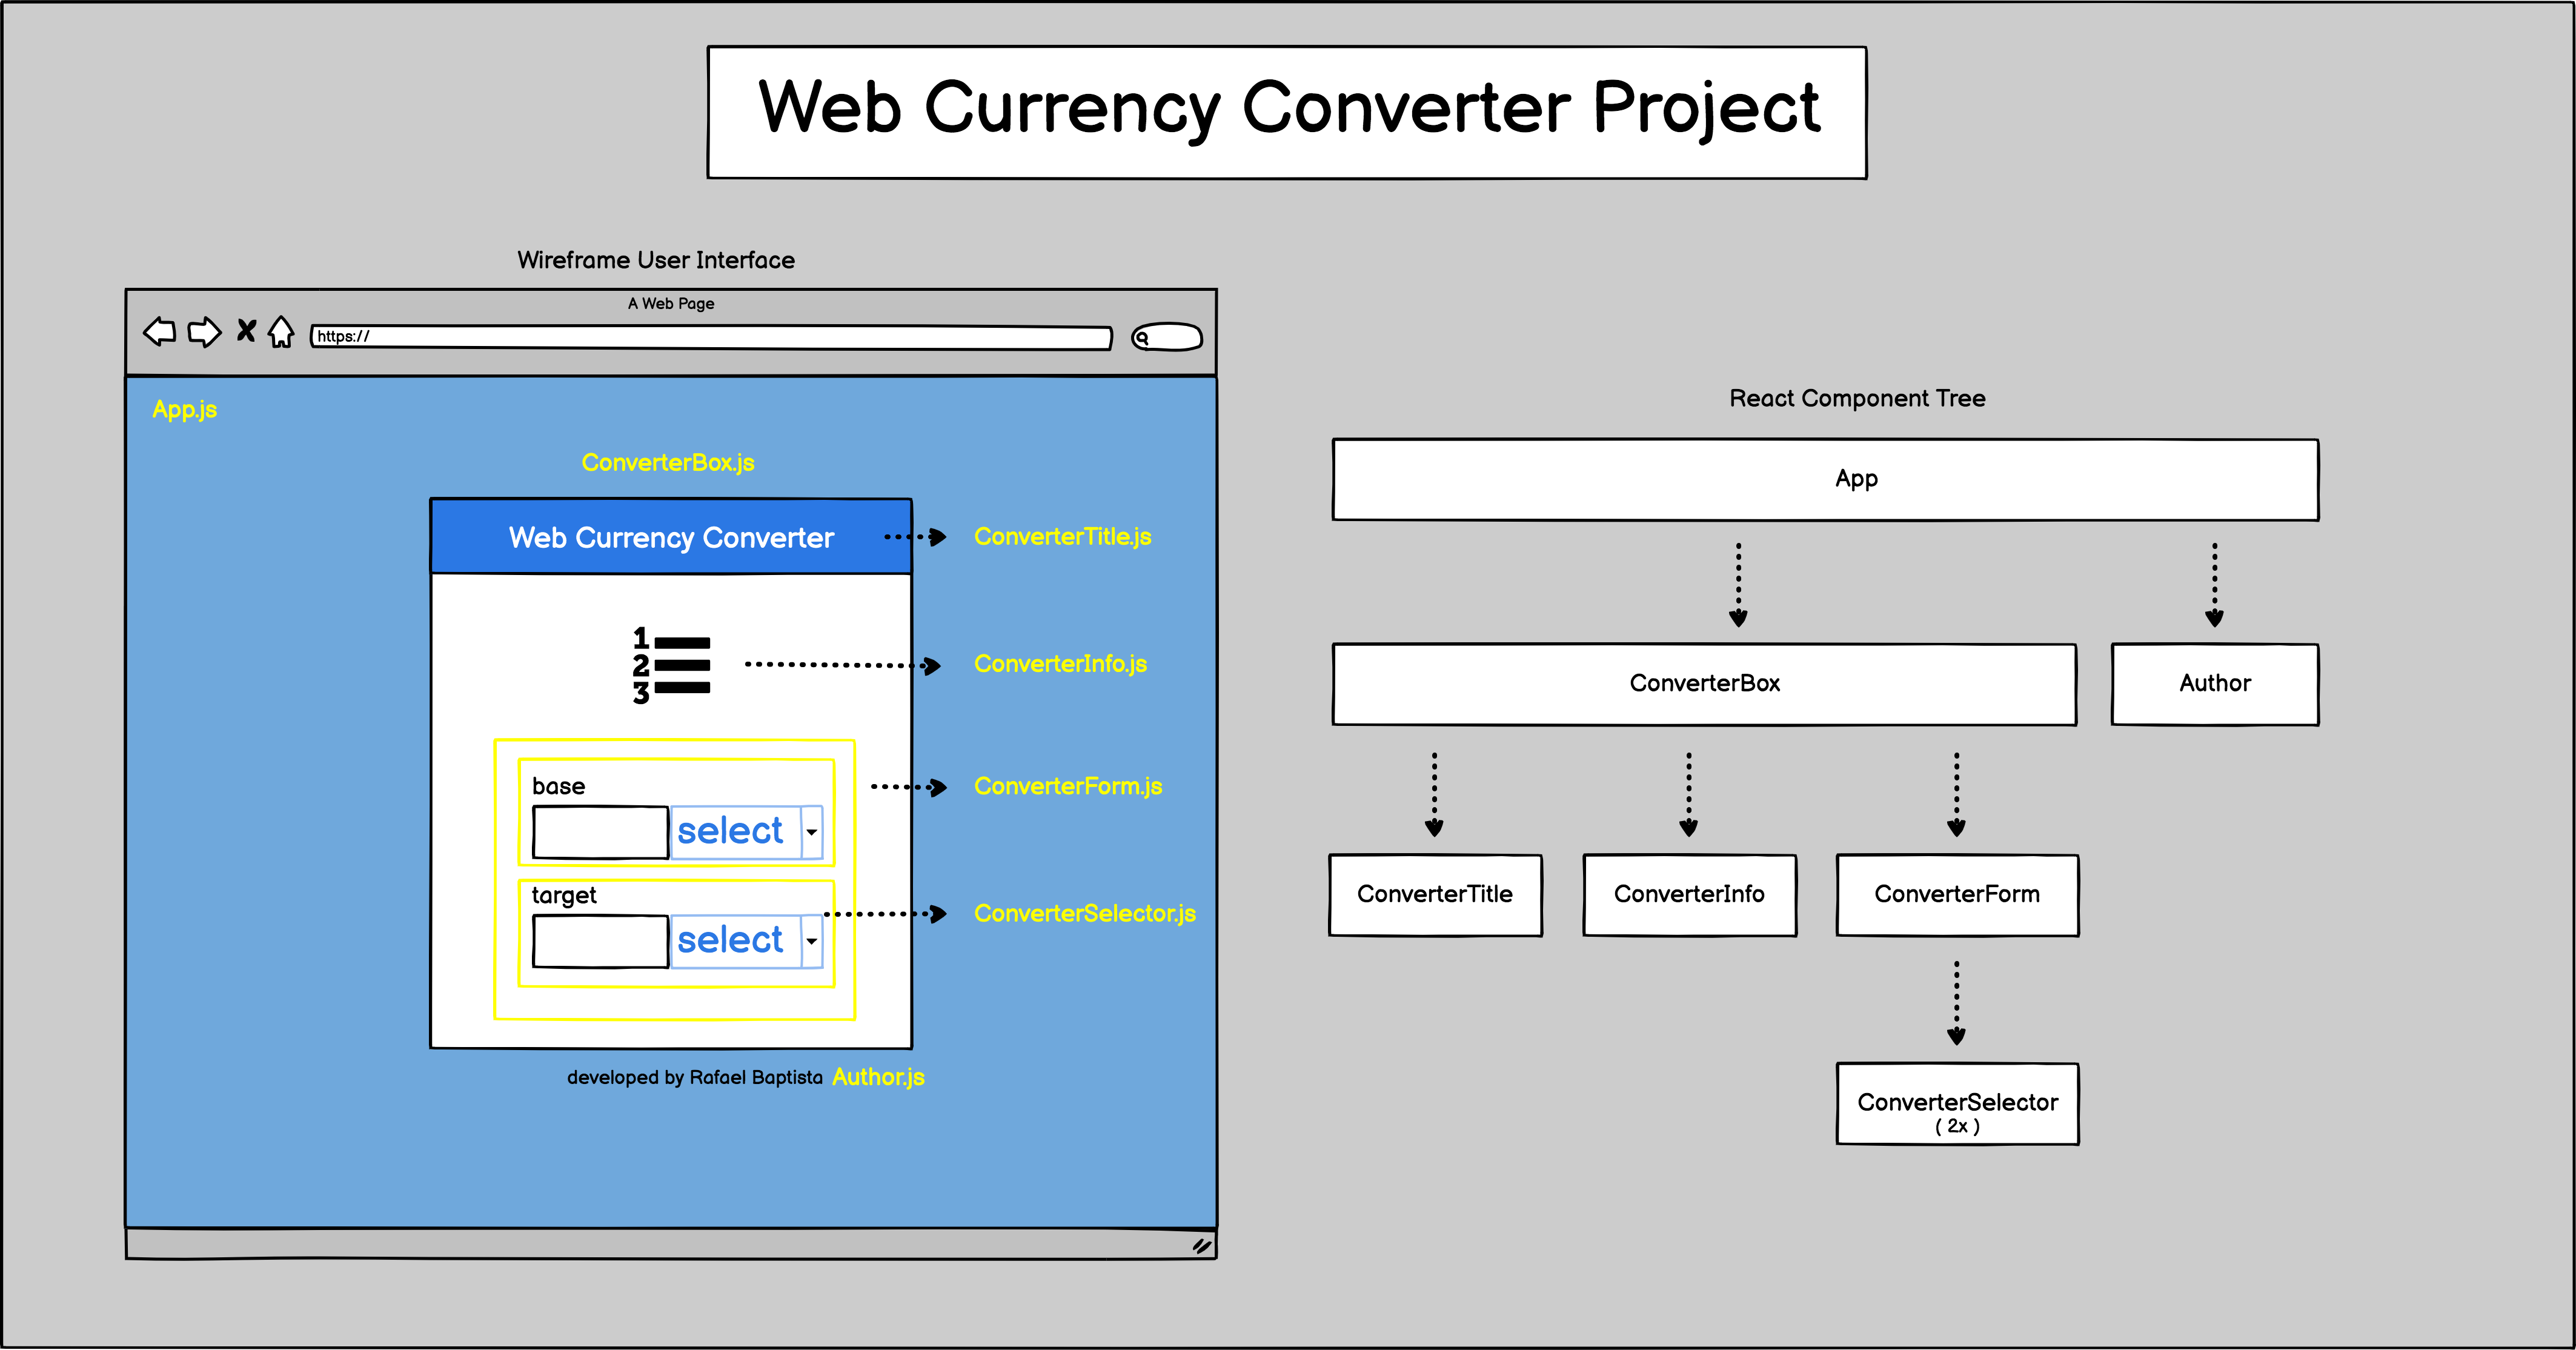 Web Currency Converter Project
Wireframe User Interface
A Web Page
https://
App.js
ConverterBox.js
Web Currency Converter
ConverterTitle.js
1
2
3
ConverterInfo.js
base
select
ConverterForm.js
target
select
ConverterSelector.js
developed by Rafael Baptista Author.js
React Component Tree
App
ConverterBox
Author
ConverterTitle
ConverterInfo
ConverterForm
ConverterSelector
( 2x )